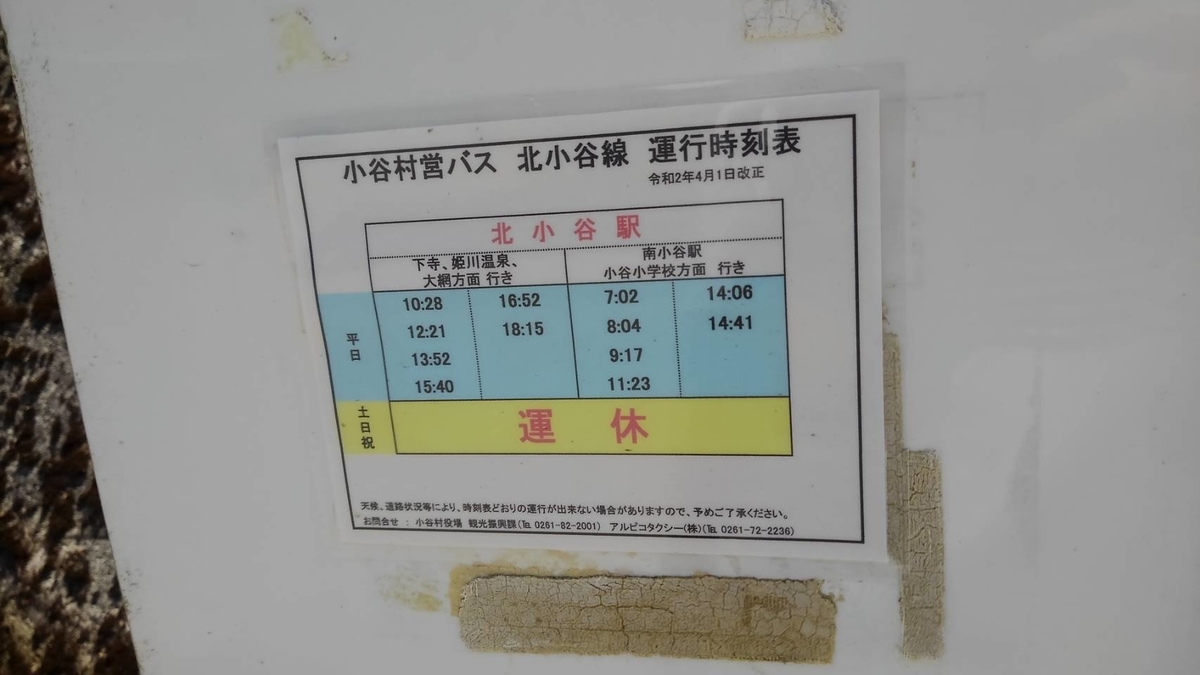 小谷村営バス 北小谷線 運行時刻表
令和2年4月1日改正
北小谷駅
下寺、姫川温泉、
大網方面 行き
南小谷駅
小谷小学校方面 行き
平日
10:28 16:52 7:02 14:06
12:21 18:15 8:04 14:41
13:52 9:17
15:40 11:23
土日祝
運休
天候、道路状況等により、時刻表どおりの運行が出来ない場合がありますので、予めご了承ください。
お問合せ : 小谷村役場 観光振興課(℡ 0261-82-2001) アルピコタクシー(株)(℡ 0261-72-2236)